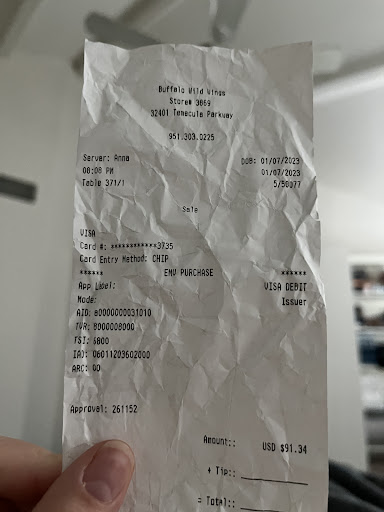 Buffalo Wild Wings
Store# 3869
32401 Temecula Parkway
951.303.0225
Server: Anna DOB: 01/07/2023
08:08 PM 01/07/2023
Table 371/1 5/50077
Sale
VISA
Card #: ************3735
Card Entry Method: CHIP
****** EMV PURCHASE ******
App Label: VISA DEBIT
Mode: Issuer
AID: a0000000031010
TVR: 8000008000
TSI: 6800
IAD: 06011203602000
ARC: 00
Approval: 261152
Amount:: USD $91.34
+ Tip::
= Total::